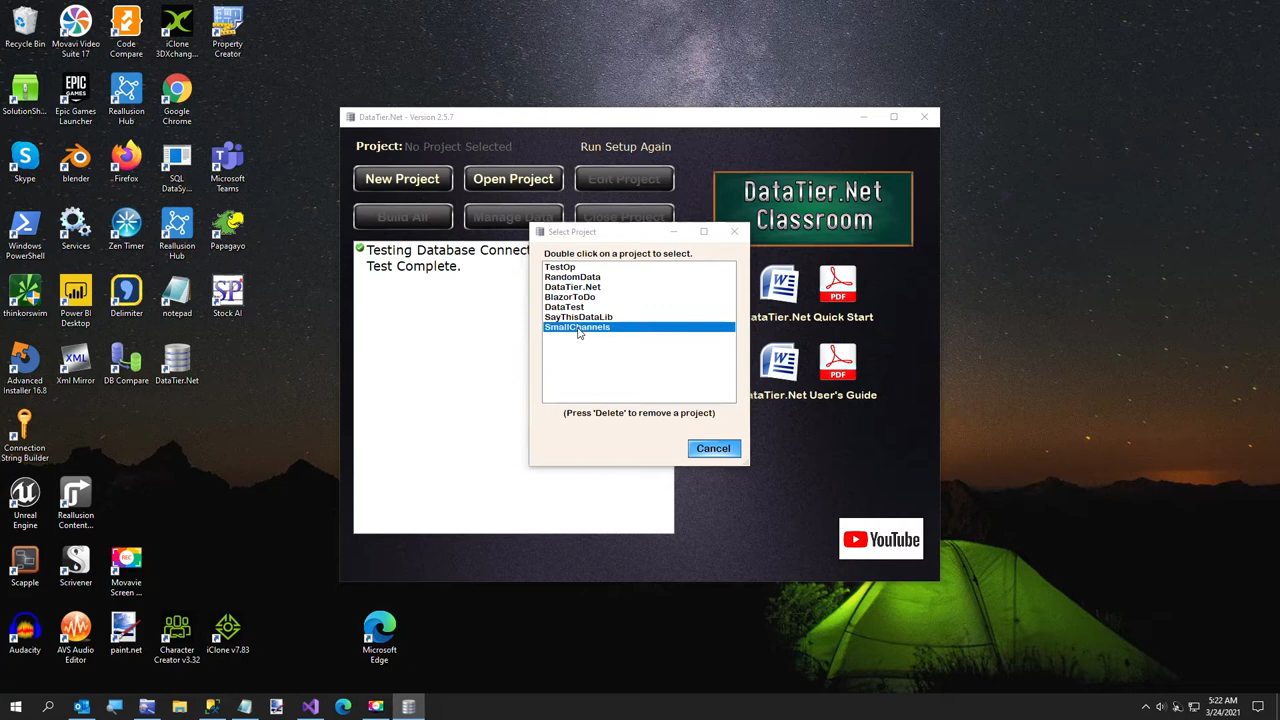 Recycle Bin
Movavi Video
Suite 17
Code
Compare
iClone
3DXchang...
Property
Creator
SolutionSh...
Epic Games
Launcher
Reallusion
Hub
Google
Chrome
Skype
blender
Firefox
SQL
DataSy...
Microsoft
Teams
Windows
PowerShell
Services
Zen Timer
Reallusion
Hub
Papagayo
thinkorswim
Power BI
Desktop
Delimiter
notepad
Stock AI
Advanced
Installer 16.8
Xml Mirror
DB Compare
DataTier.Net
Connection
String Builder
Unreal
Engine
Reallusion
Content...
Scapple
Scrivener
Movavie
Screen ...
Audacity
AVS Audio
Editor
paint.net
Character
Creator v3.32
iClone v7.83
Microsoft
Edge
DataTier.Net - Version 2.5.7
Project: No Project Selected
Run Setup Again
New Project
Open Project
Edit Project
Build All
Manage Data
Close Project
DataTier.Net
Classroom
Testing Database Connect
Test Complete.
Select Project
Double click on a project to select.
TestOp
RandomData
DataTier.Net
BlazorToDo
DataTest
SayThisDataLib
SmallChannels
(Press 'Delete' to remove a project)
Cancel
PDF
DataTier.Net Quick Start
PDF
DataTier.Net User's Guide
YouTube
5:22 AM
3/24/2021